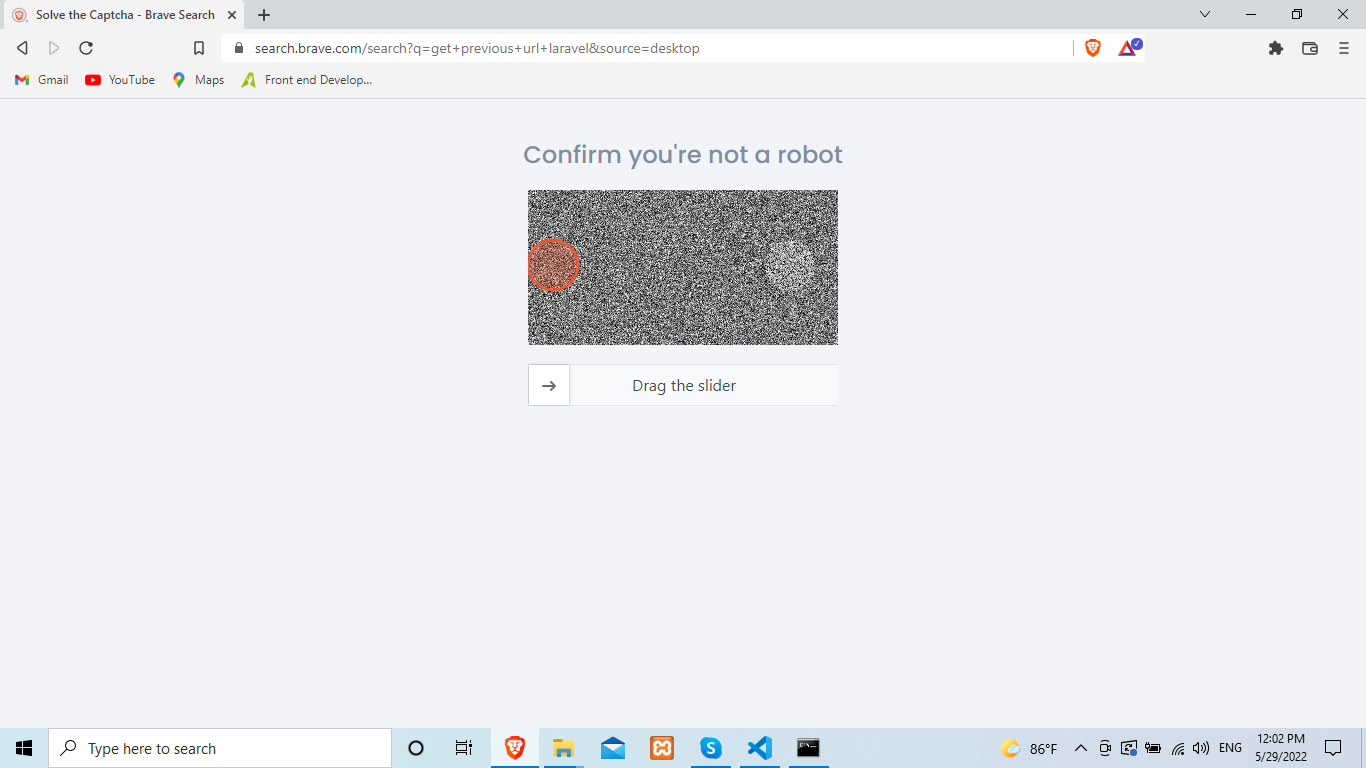 Solve the Captcha - Brave Search
search.brave.com/search?q=get+previous+url+laravel&source=desktop
Gmail YouTube Maps Front end Develop...
Confirm you're not a robot
Drag the slider
Type here to search
86°F
ENG
12:02 PM
5/29/2022